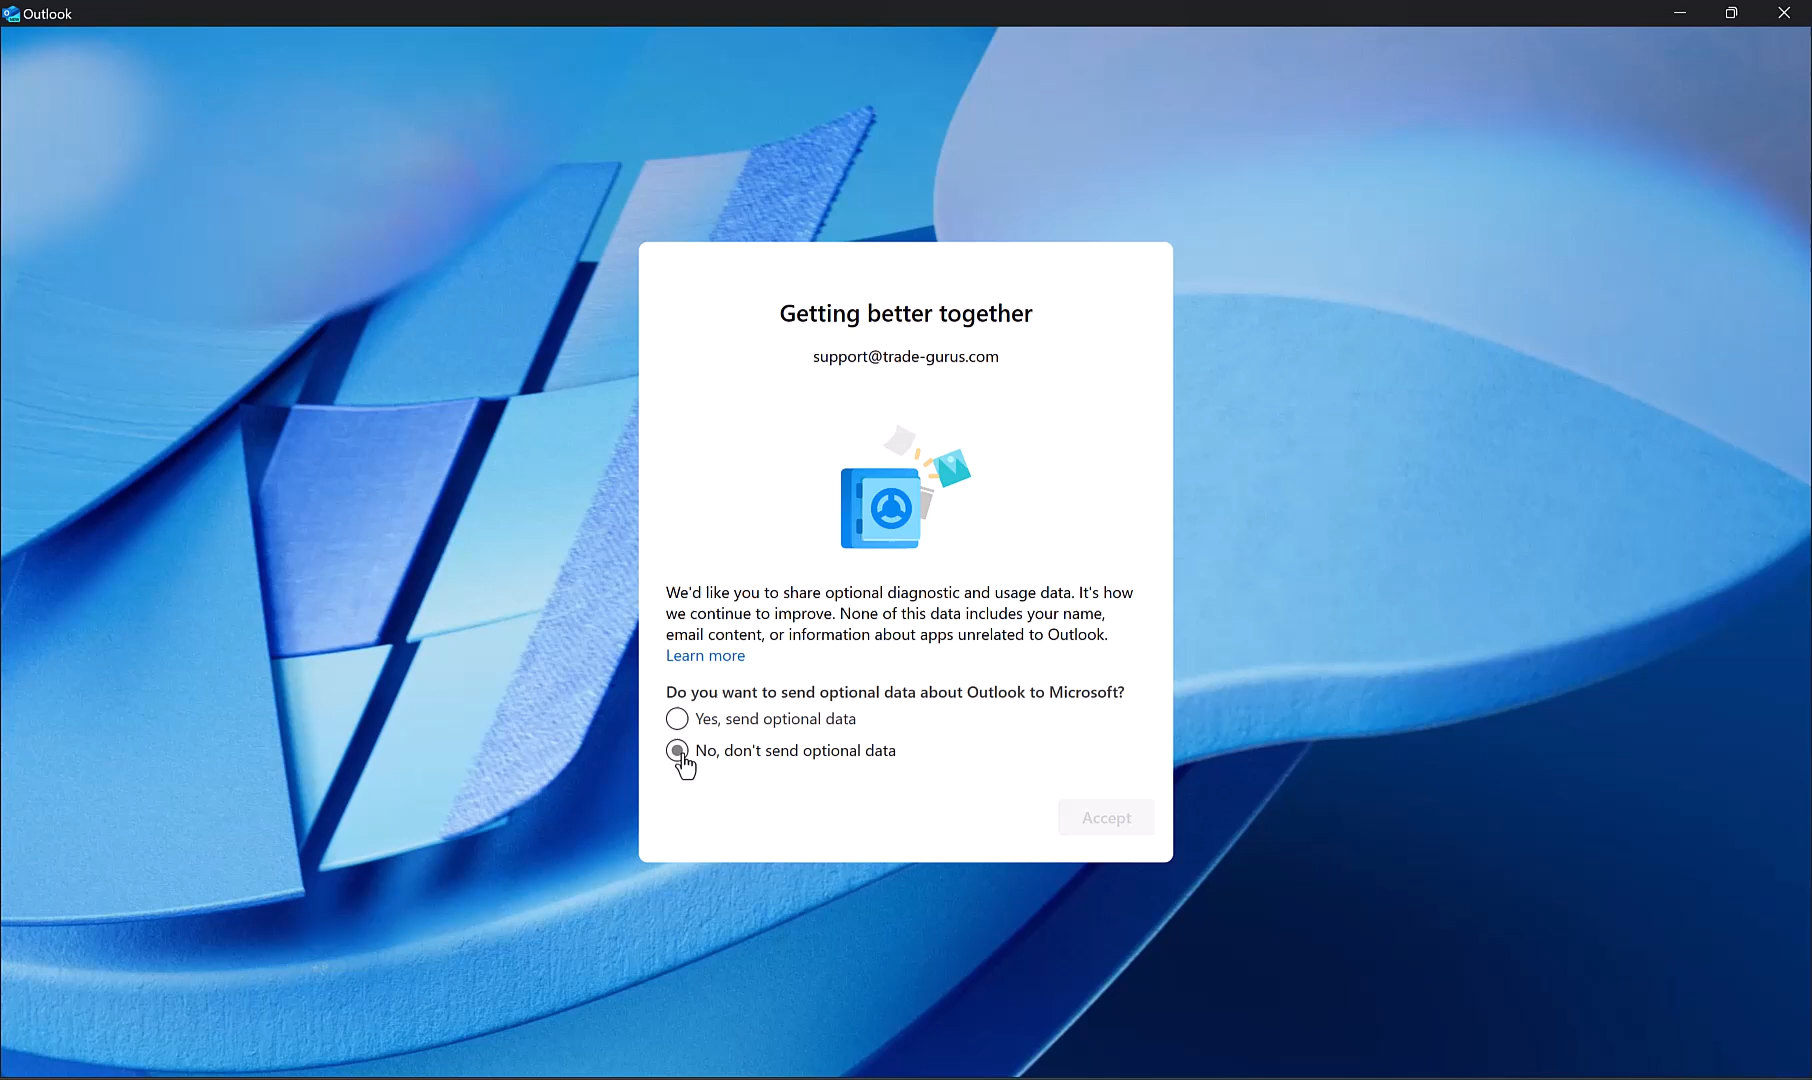 Outlook
Getting better together
support@trade-gurus.com
We'd like you to share optional diagnostic and usage data. It's how
we continue to improve. None of this data includes your name,
email content, or information about apps unrelated to Outlook.
Learn more
Do you want to send optional data about Outlook to Microsoft?
Yes, send optional data
No, don't send optional data
Accept